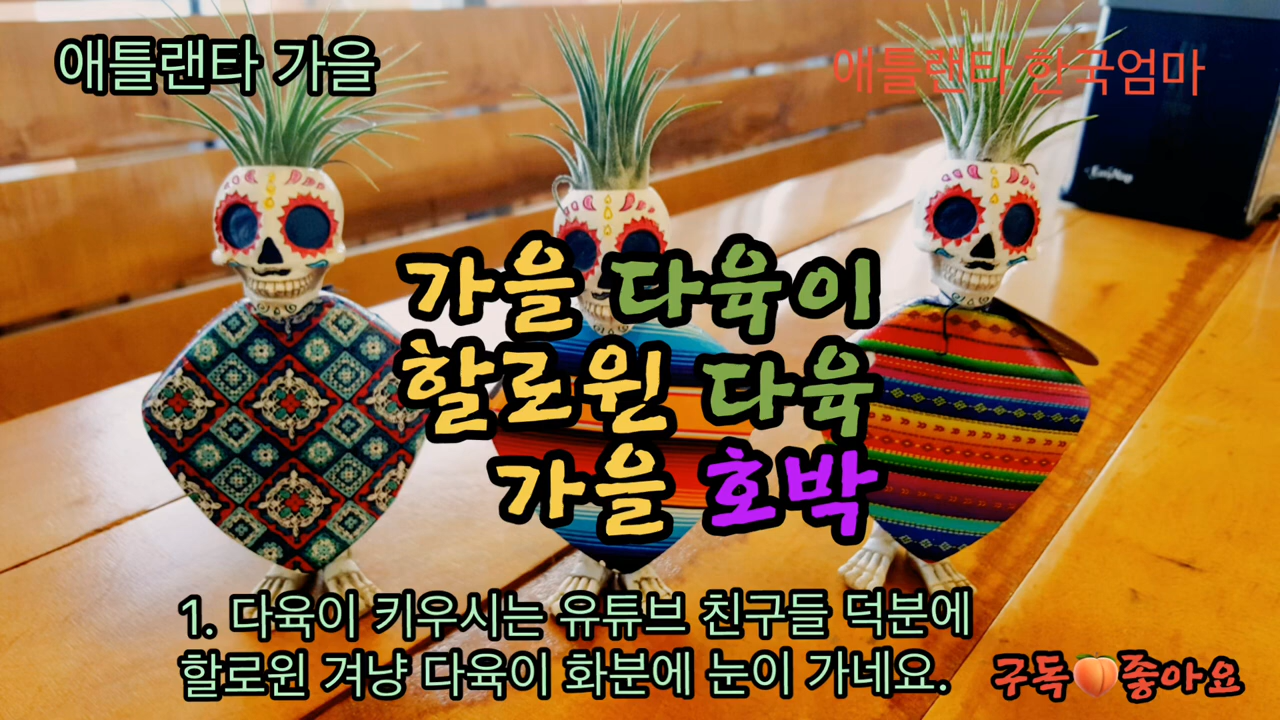 애틀랜타 가을
애틀랜타 한국엄마
가을 다육이
할로윈 다육
가을 호박
1. 다육이 키우시는 유튜브 친구들 덕분에
할로윈 겨냥 다육이 화분에 눈이 가네요.
구독🍑좋아요